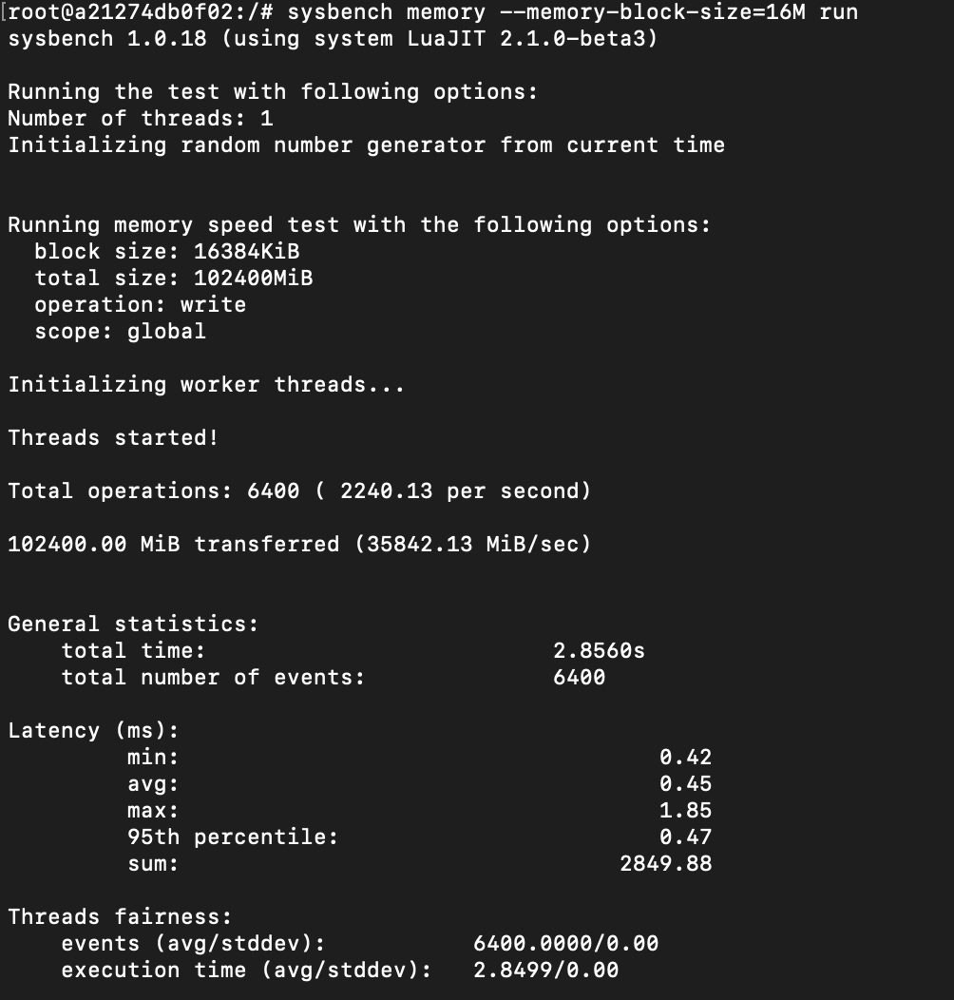 [root@a21274db0f02:/# sysbench memory --memory-block-size=16M run
sysbench 1.0.18 (using system LuaJIT 2.1.0-beta3)
Running the test with following options:
Number of threads: 1
Initializing random number generator from current time
Running memory speed test with the following options:
block size: 16384KiB
total size: 102400MiB
operation: write
scope: global
Initializing worker threads...
Threads started!
Total operations: 6400 ( 2240.13 per second)
102400.00 MiB transferred (35842.13 MiB/sec)
General statistics:
total time: 2.8560s
total number of events: 6400
Latency (ms):
min: 0.42
avg: 0.45
max: 1.85
95th percentile: 0.47
sum: 2849.88
Threads fairness:
events (avg/stddev): 6400.0000/0.00
execution time (avg/stddev): 2.8499/0.00